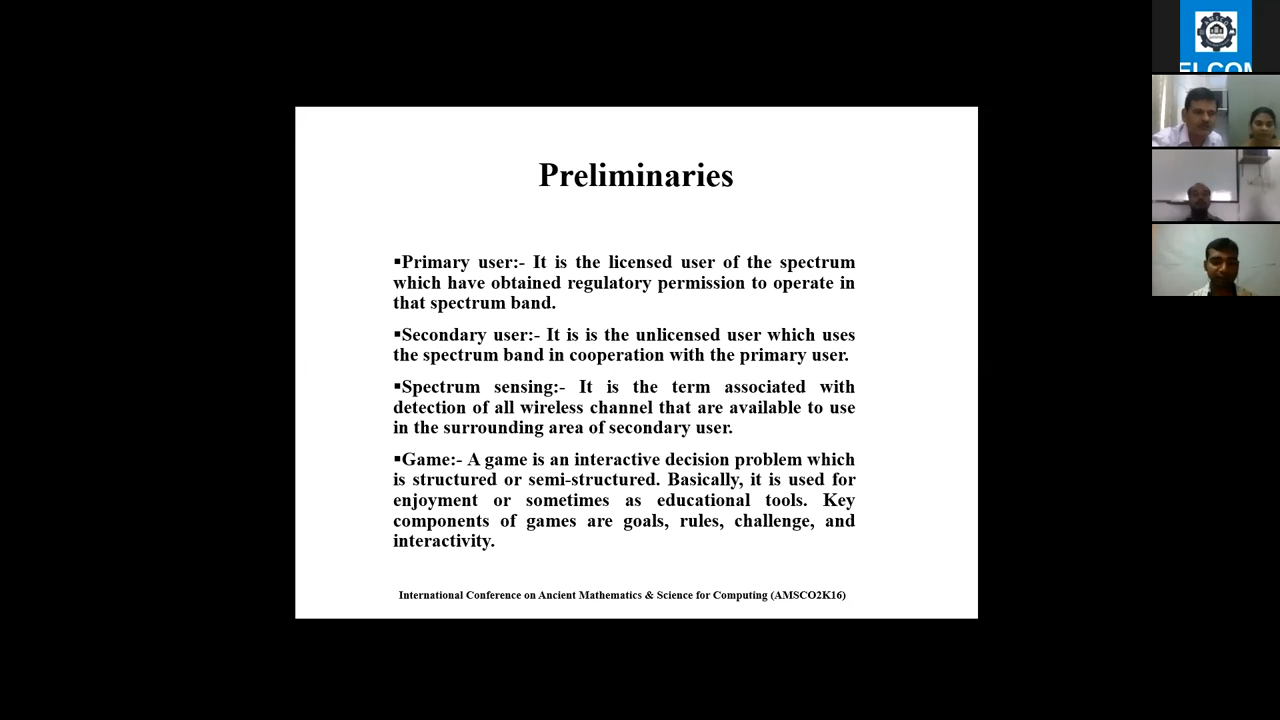 Preliminaries
▪Primary user:- It is the licensed user of the spectrum
which have obtained regulatory permission to operate in
that spectrum band.
▪Secondary user:- It is is the unlicensed user which uses
the spectrum band in cooperation with the primary user.
▪Spectrum sensing:- It is the term associated with
detection of all wireless channel that are available to use
in the surrounding area of secondary user.
▪Game:- A game is an interactive decision problem which
is structured or semi-structured. Basically, it is used for
enjoyment or sometimes as educational tools. Key
components of games are goals, rules, challenge, and
interactivity.
International Conference on Ancient Mathematics & Science for Computing (AMSCO2K16)
AMSCO